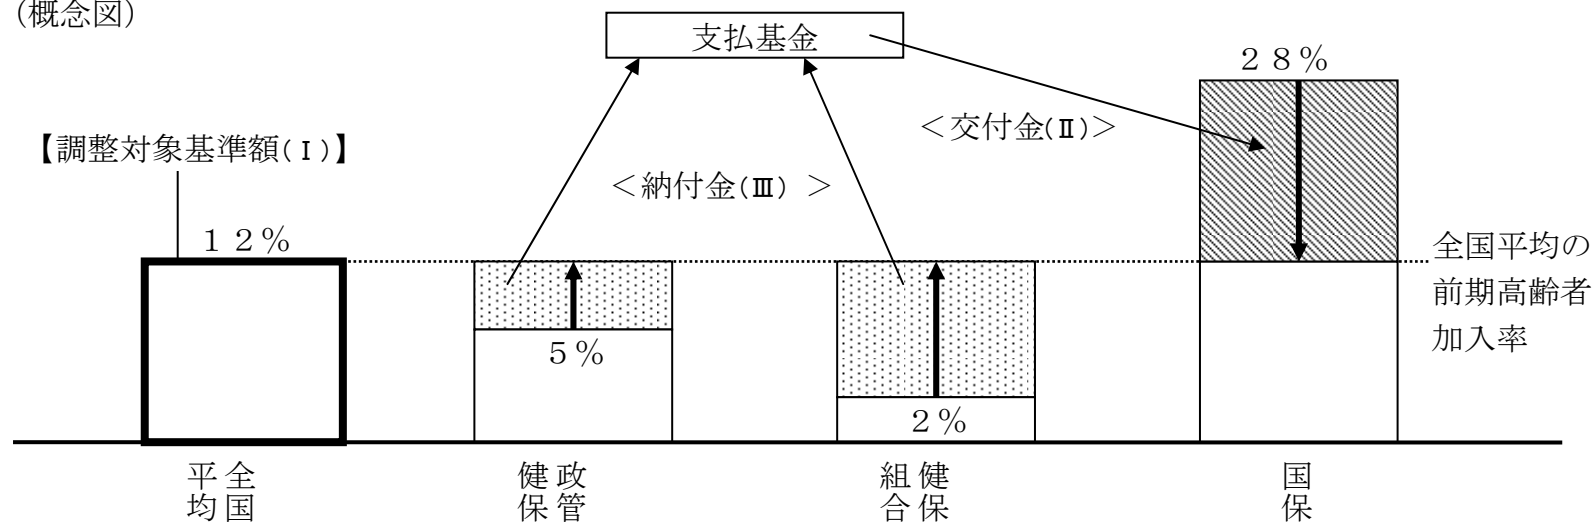 （概念図）
支払基金
２８％
＜交付金(Ⅱ)＞
【調整対象基準額(Ⅰ)】
＜納付金(Ⅲ) ＞
１２％
全国平均の
前期高齢者
加入率
５％
２％
全国
平均
政管
健保
健保
組合
国保